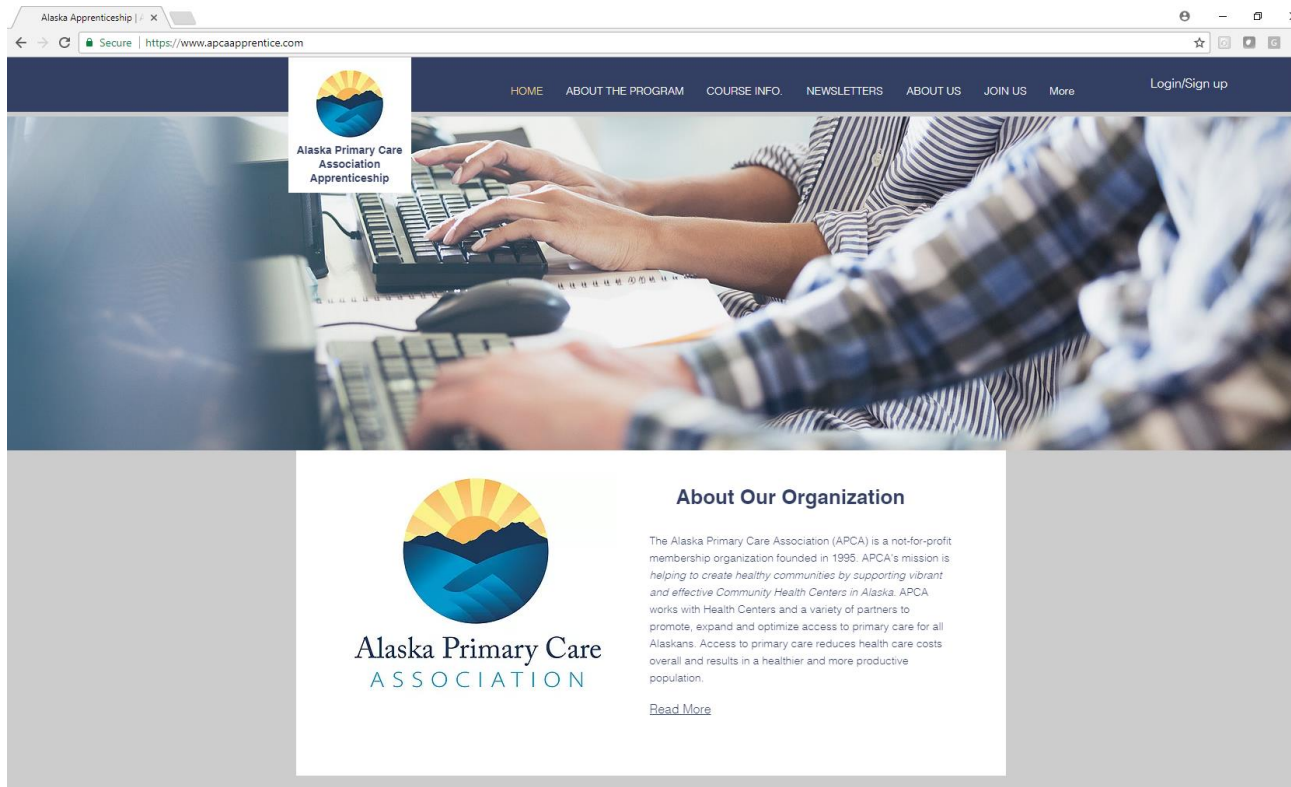 Alaska Apprenticeship |
Secure | https://www.apcaapprentice.com
HOME ABOUT THE PROGRAM COURSE INFO. NEWSLETTERS ABOUT US JOIN US More Login/Sign up
Alaska Primary Care
Association
Apprenticeship
Alaska Primary Care
ASSOCIATION
About Our Organization
The Alaska Primary Care Association (APCA) is a not-for-profit
membership organization founded in 1995. APCA's mission is
helping to create healthy communities by supporting vibrant
and effective Community Health Centers in Alaska. APCA
works with Health Centers and a variety of partners to
promote, expand and optimize access to primary care for all
Alaskans. Access to primary care reduces health care costs
overall and results in a healthier and more productive
population.
Read More